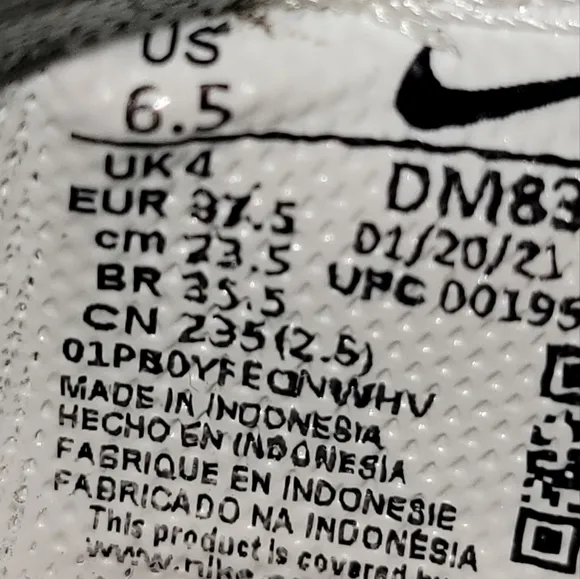 US
6.5
UK 4
EUR 37.5
cm 23.5
BR 35.5
CN 235(2.5)
MADE IN INDONESIA
HECHO EN INDONESIA
FABRIQUE EN INDONESIE
FABRICADO NA INDONÉSIA
This product is covered
www.nike
DM83
01/20/21
UPC 00195